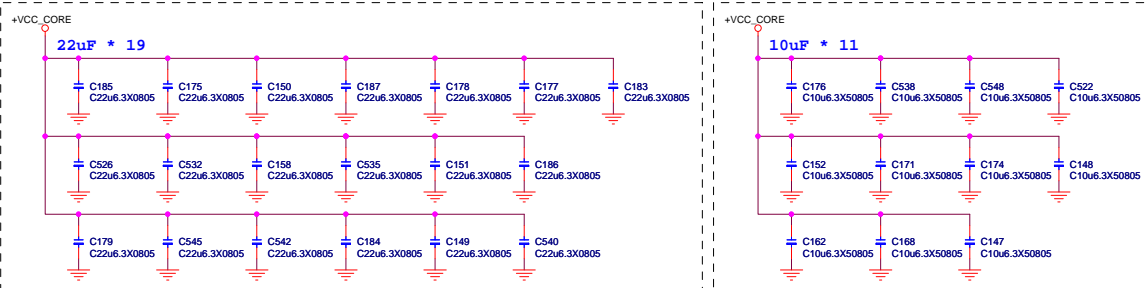 +VCC_CORE
22uF * 19
C185
C22u6.3X0805
C175
C22u6.3X0805
C150
C22u6.3X0805
C187
C22u6.3X0805
C178
C22u6.3X0805
C177
C22u6.3X0805
C183
C22u6.3X0805
C526
C22u6.3X0805
C532
C22u6.3X0805
C158
C22u6.3X0805
C535
C22u6.3X0805
C151
C22u6.3X0805
C186
C22u6.3X0805
C179
C22u6.3X0805
C545
C22u6.3X0805
C542
C22u6.3X0805
C184
C22u6.3X0805
C149
C22u6.3X0805
C540
C22u6.3X0805
+VCC_CORE
10uF * 11
C176
C10u6.3X50805
C538
C10u6.3X50805
C548
C10u6.3X50805
C522
C10u6.3X50805
C152
C10u6.3X50805
C171
C10u6.3X50805
C174
C10u6.3X50805
C148
C10u6.3X50805
C162
C10u6.3X50805
C168
C10u6.3X50805
C147
C10u6.3X50805